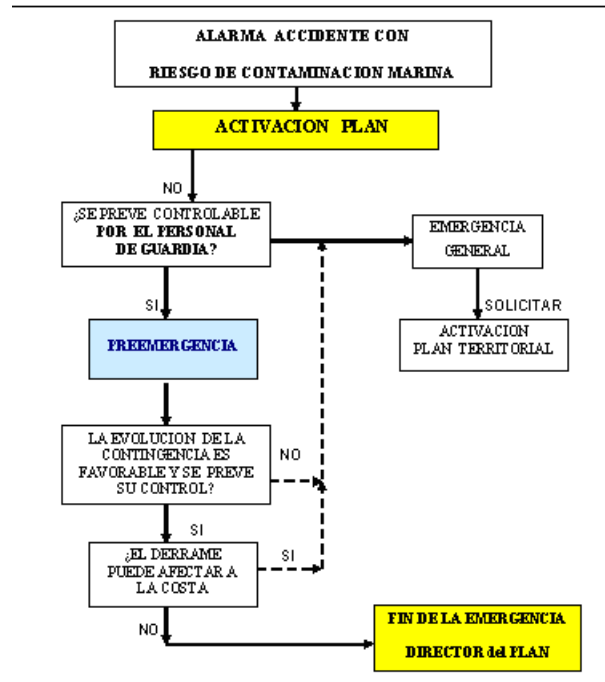 ALARMA ACCIDENTE CON
RIESGO DE CONTAMINACION MARINA
ACTIVACION PLAN
NO
¿SE PREVE CONTROLABLE
POR EL PERSONAL
DE GUARDIA?
EMERGENCIA
GENERAL
SI
SOLICITAR
PREEMERGENCIA
ACTIVACION
PLAN TERRITORIAL
LA EVOLUCION DE LA
CONTINGENCIA ES
FAVORABLE Y SE PREVE
SU CONTROL?
NO
SI
¿EL DERRAME
PUEDE AFECTAR A
LA COSTA
SI
NO
FIN DE LA EMERGENCIA
DIRECTOR del PLAN